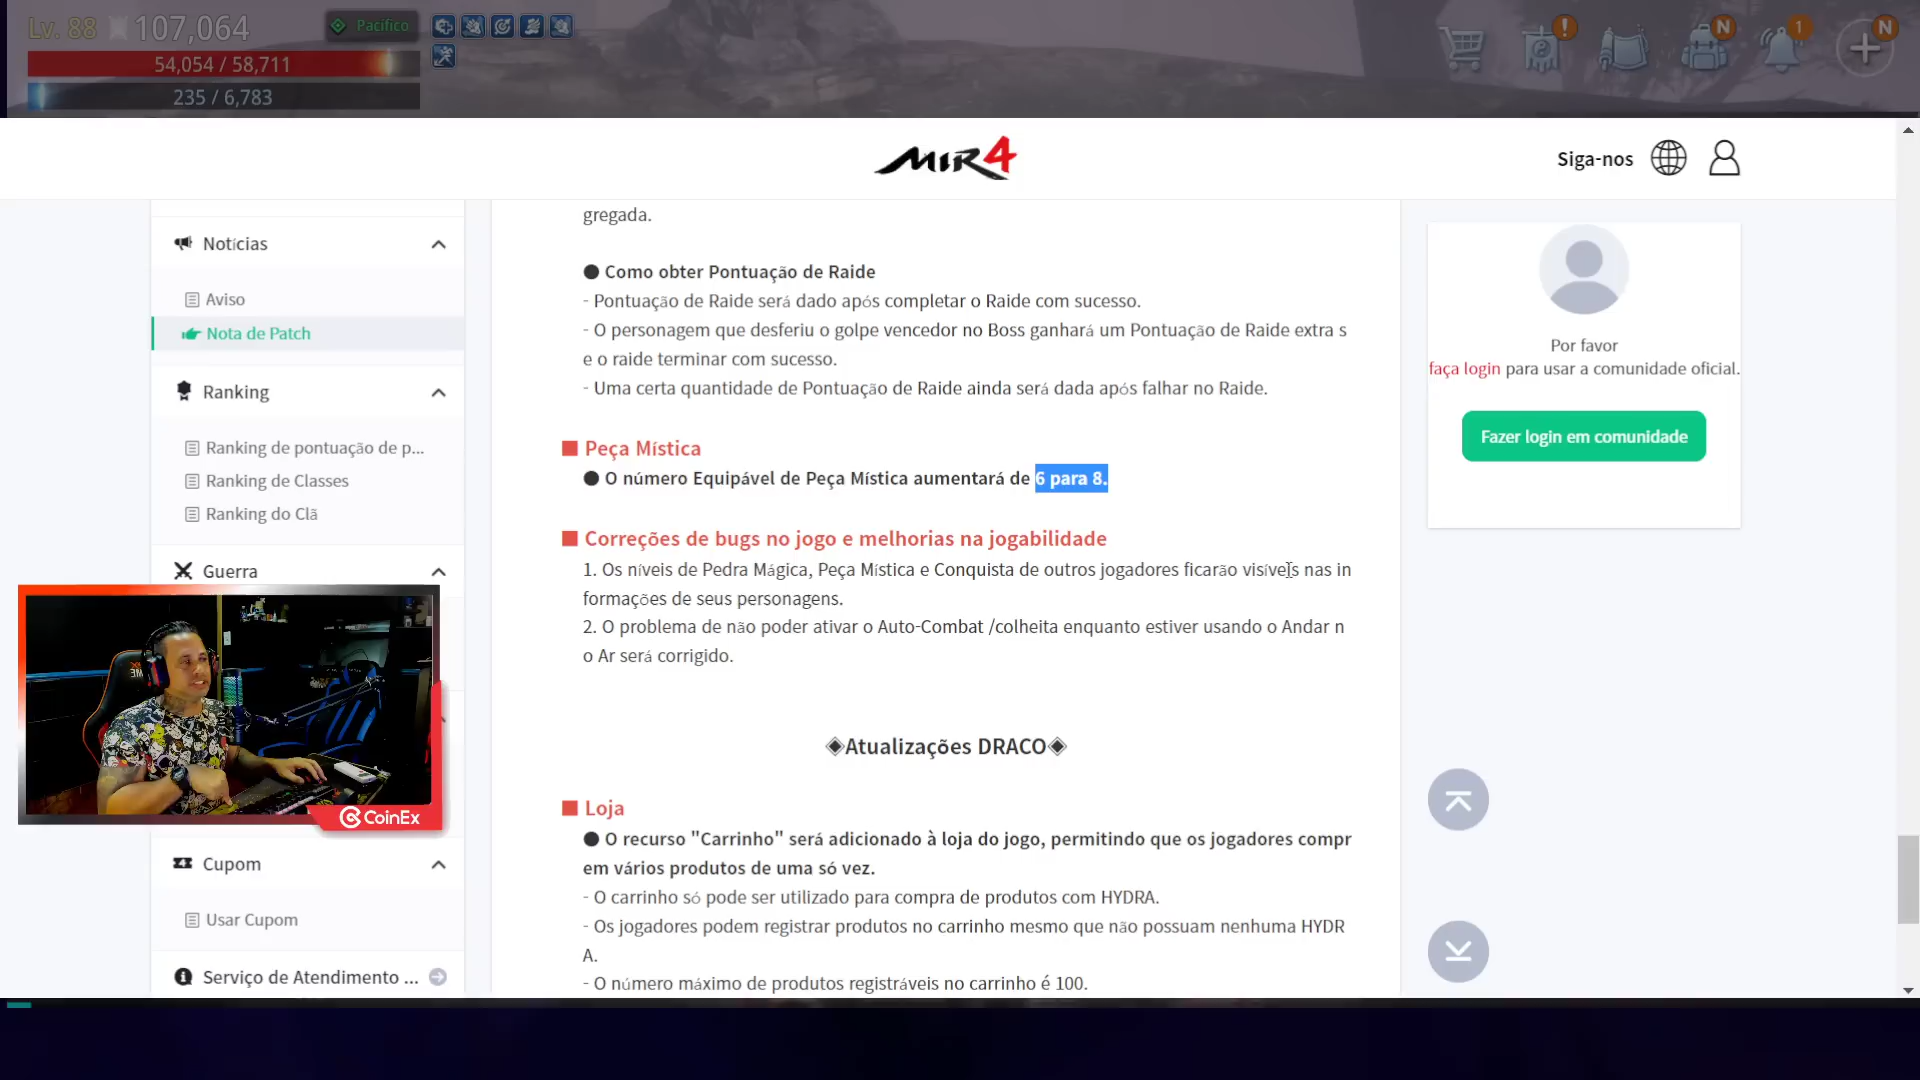 Lv. 88 107,064
Pacífico
54,054 / 58,711
235 / 6,783
! N 1 N
MIR4
Siga-nos
gregada.
Notícias
Aviso
Nota de Patch
Ranking
Ranking de pontuação de p...
Ranking de Classes
Ranking do Clã
Guerra
Cupom
Usar Cupom
Serviço de Atendimento ...
● Como obter Pontuação de Raide
- Pontuação de Raide será dado após completar o Raide com sucesso.
- O personagem que desferiu o golpe vencedor no Boss ganhará um Pontuação de Raide extra s
e o raide terminar com sucesso.
- Uma certa quantidade de Pontuação de Raide ainda será dada após falhar no Raide.
■ Peça Mística
● O número Equipável de Peça Mística aumentará de 6 para 8.
■ Correções de bugs no jogo e melhorias na jogabilidade
1. Os níveis de Pedra Mágica, Peça Mística e Conquista de outros jogadores ficarão visíveis nas in
formações de seus personagens.
2. O problema de não poder ativar o Auto-Combat /colheita enquanto estiver usando o Andar n
o Ar será corrigido.
◈Atualizações DRACO◈
■ Loja
● O recurso "Carrinho" será adicionado à loja do jogo, permitindo que os jogadores compr
em vários produtos de uma só vez.
- O carrinho só pode ser utilizado para compra de produtos com HYDRA.
- Os jogadores podem registrar produtos no carrinho mesmo que não possuam nenhuma HYDR
A.
- O número máximo de produtos registráveis no carrinho é 100.
Por favor
faça login para usar a comunidade oficial.
Fazer login em comunidade
CoinEx